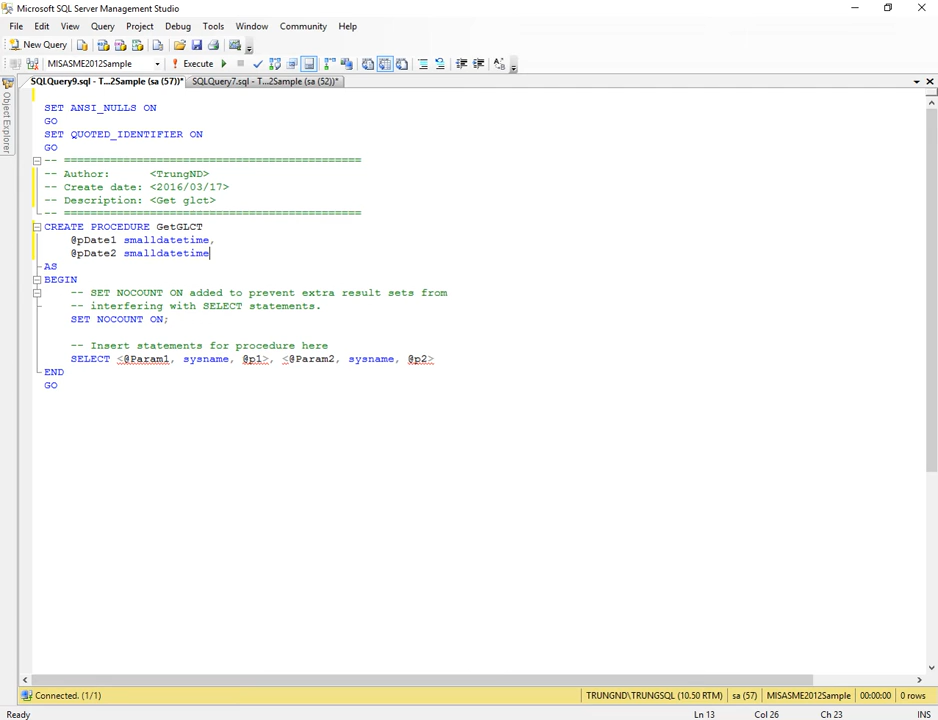 Microsoft SQL Server Management Studio
File Edit View Query Project Debug Tools Window Community Help
New Query
MISASME2012Sample Execute
SQLQuery9.sql - T...2Sample (sa (57))* SQLQuery7.sql - T...2Sample (sa (52))*
Object Explorer
SET ANSI_NULLS ON
GO
SET QUOTED_IDENTIFIER ON
GO
-- =============================================
-- Author: <TrungND>
-- Create date: <2016/03/17>
-- Description: <Get glct>
-- =============================================
CREATE PROCEDURE GetGLCT
@pDate1 smalldatetime,
@pDate2 smalldatetime
AS
BEGIN
-- SET NOCOUNT ON added to prevent extra result sets from
-- interfering with SELECT statements.
SET NOCOUNT ON;
-- Insert statements for procedure here
SELECT <@Param1, sysname, @p1>, <@Param2, sysname, @p2>
END
GO
Connected. (1/1) TRUNGND\TRUNGSQL (10.50 RTM) sa (57) MISASME2012Sample 00:00:00 0 rows
Ready Ln 13 Col 26 Ch 23 INS